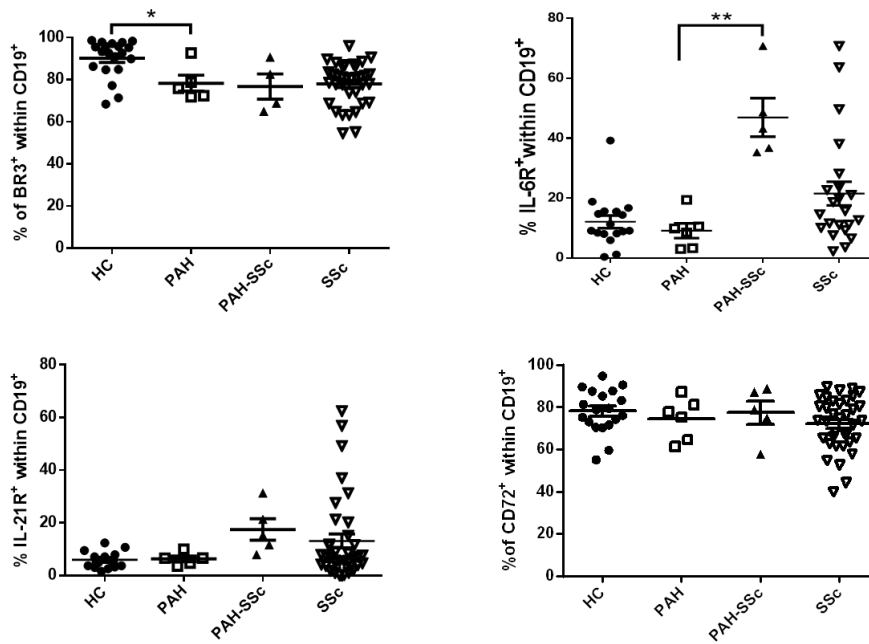 *
% of BR3+ within CD19+
100
80
60
40
20
0
HC
PAH
PAH-SSc
SSc
**
% IL-6R+within CD19+
80
60
40
20
0
HC
PAH
PAH-SSc
SSc
% IL-21R+ within CD19+
80
60
40
20
0
HC
PAH
PAH-SSc
SSc
%of CD72+ within CD19+
100
80
60
40
20
0
HC
PAH
PAH-SSc
SSc